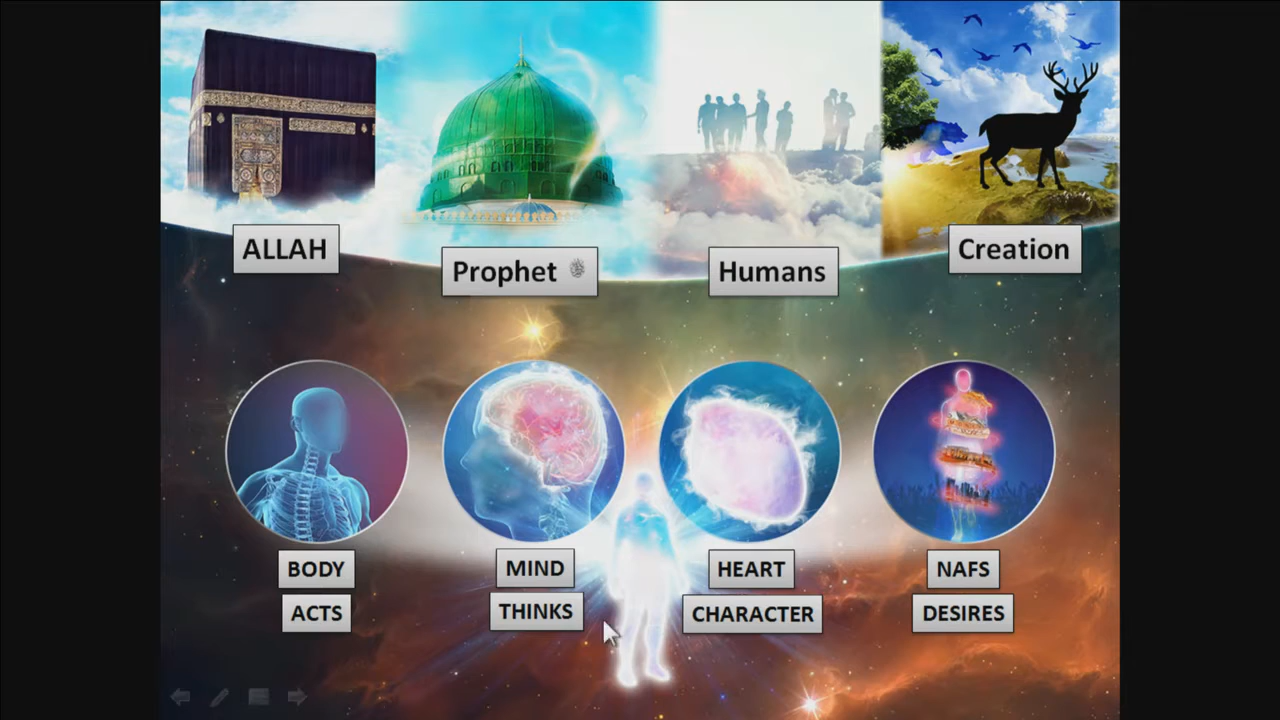 ALLAH
Prophet ﷺ
Humans
Creation
BODY
MIND
HEART
NAFS
ACTS
THINKS
CHARACTER
DESIRES